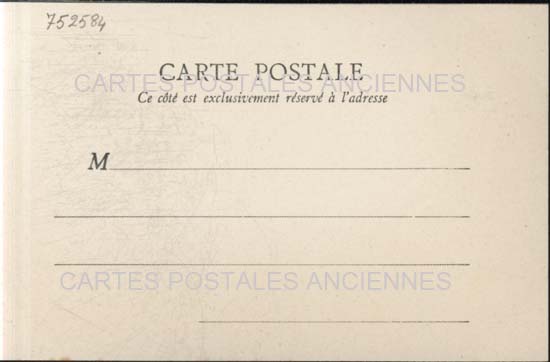 752584
CARTE POSTALE
CARTES POSTALES ANCIENNES
Ce côté est exclusivement réservé à l'adresse
M
CARTES POSTALES ANCIENNES